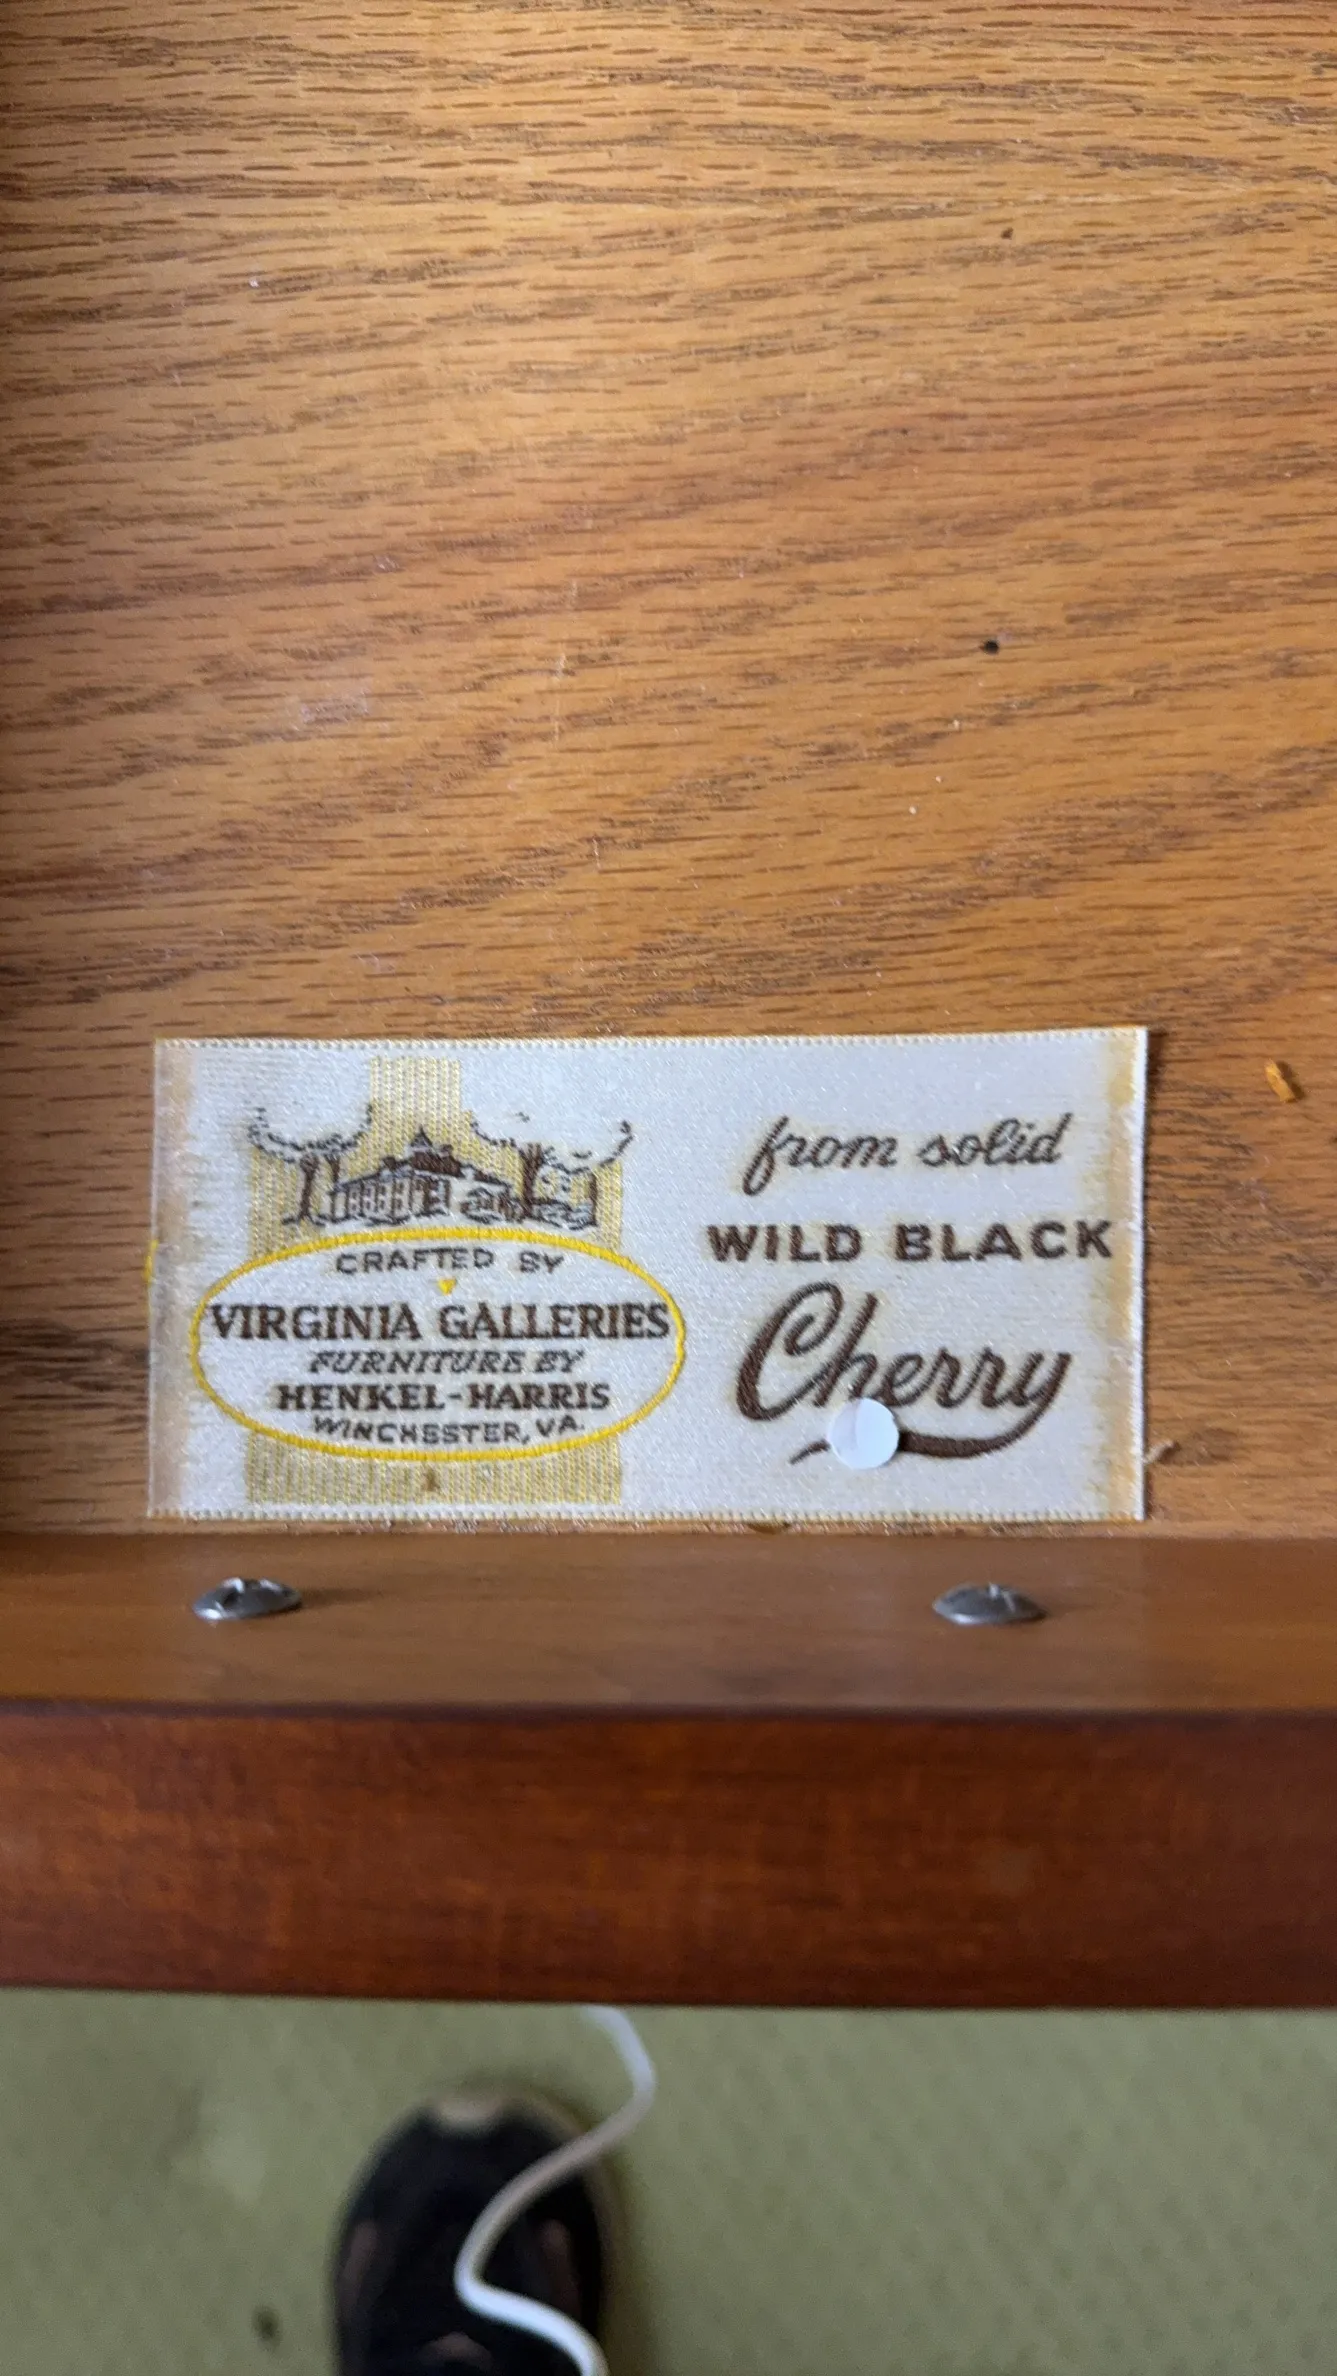 CRAFTED BY
VIRGINIA GALLERIES
FURNITURE BY
HENKEL-HARRIS
WINCHESTER, VA.
from solid
WILD BLACK
Cherry